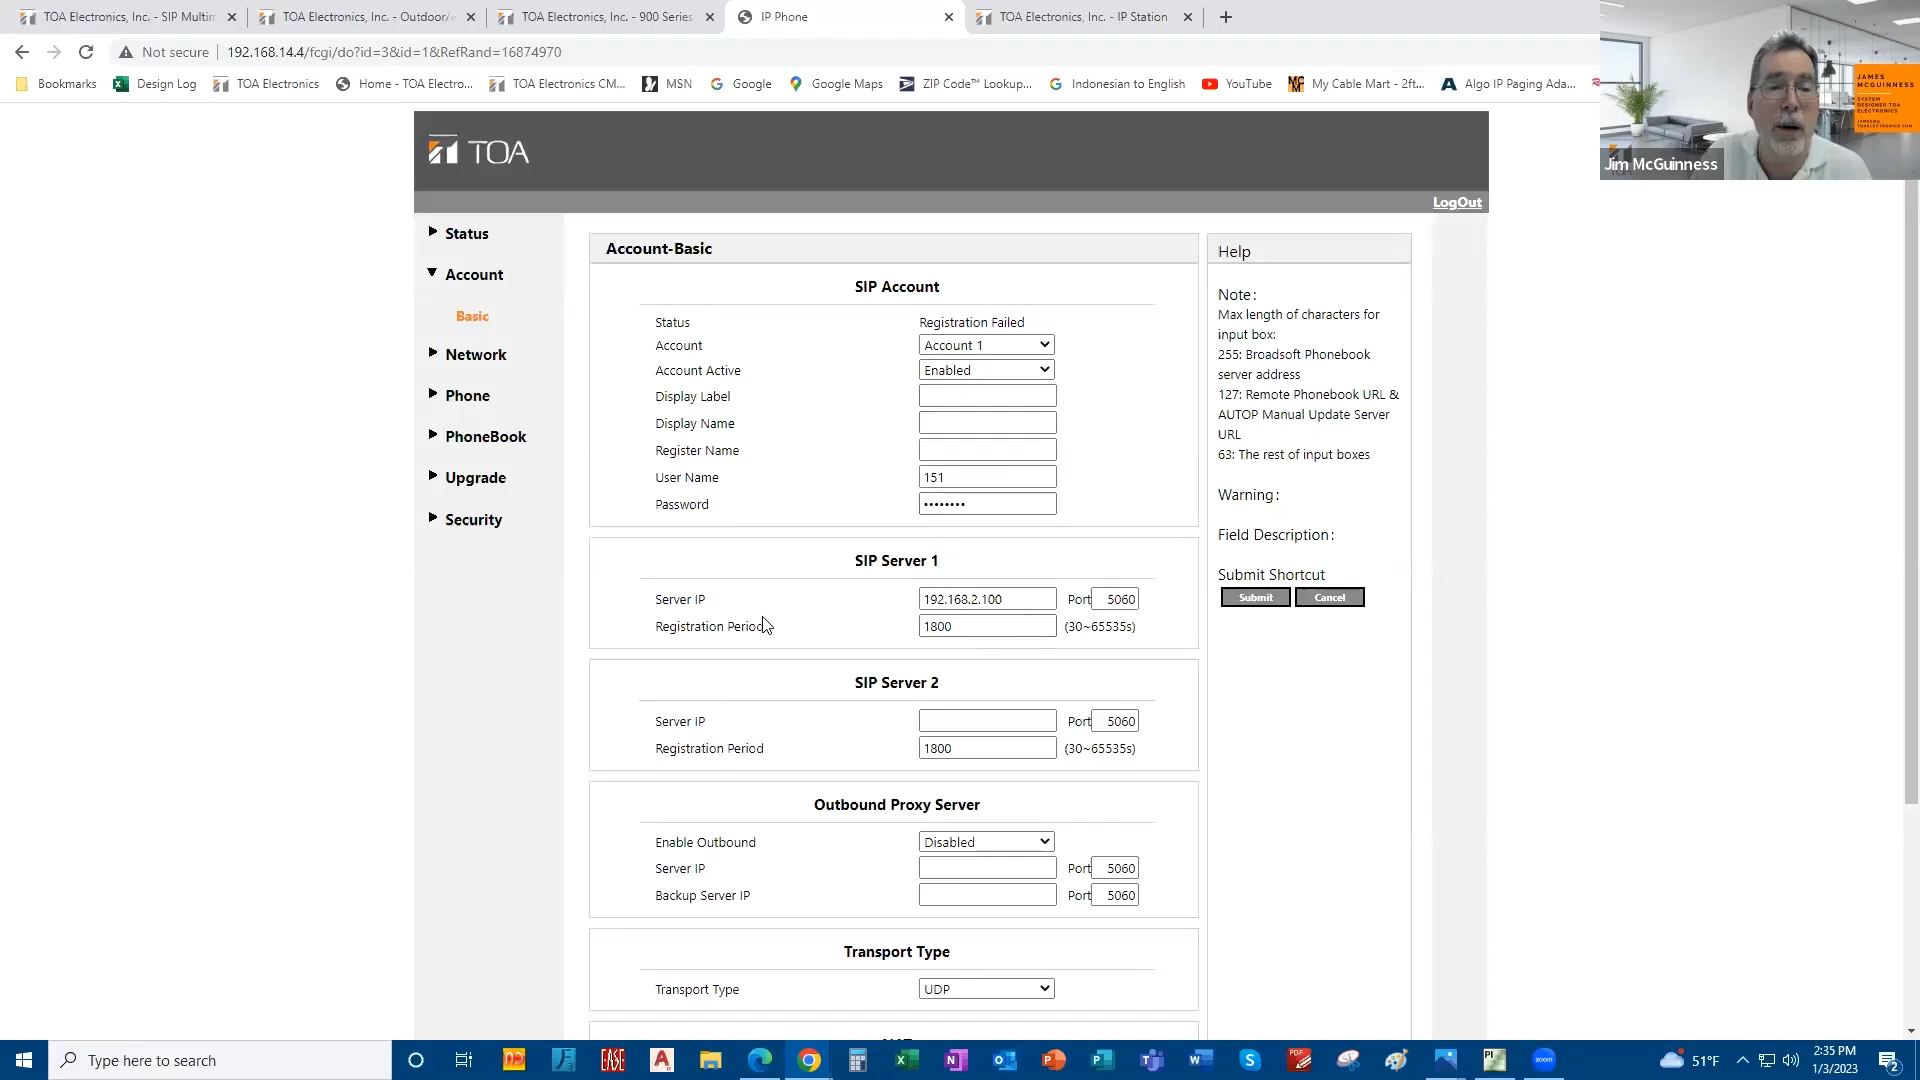 TOA Electronics, Inc. - SIP Multim
TOA Electronics, Inc. - Outdoor/i
TOA Electronics, Inc. - 900 Series
IP Phone
TOA Electronics, Inc. - IP Station
Not secure
192.168.14.4/fcgi/do?id=3&id=1&RefRand=16874970
Bookmarks
Design Log
TOA Electronics
Home - TOA Electro...
TOA Electronics CM...
MSN
Google
Google Maps
ZIP Code™ Lookup...
Indonesian to English
YouTube
My Cable Mart - 2ft...
Algo IP Paging Ada...
JAMES
MCGUINNESS
SYSTEM
DESIGNER TOA
ELECTRONICS
Jim McGuinness
TOA
LogOut
Status
Account
Basic
Network
Phone
PhoneBook
Upgrade
Security
Account-Basic
SIP Account
Status Registration Failed
Account Account 1
Account Active Enabled
Display Label
Display Name
Register Name
User Name 151
Password ••••••••
SIP Server 1
Server IP 192.168.2.100 Port 5060
Registration Period 1800 (30~65535s)
SIP Server 2
Server IP Port 5060
Registration Period 1800 (30~65535s)
Outbound Proxy Server
Enable Outbound Disabled
Server IP Port 5060
Backup Server IP Port 5060
Transport Type
Transport Type UDP
Help
Note:
Max length of characters for
input box:
255: Broadsoft Phonebook
server address
127: Remote Phonebook URL &
AUTOP Manual Update Server
URL
63: The rest of input boxes
Warning:
Field Description:
Submit Shortcut
Submit Cancel
Type here to search
51°F
2:35 PM
1/3/2023
2